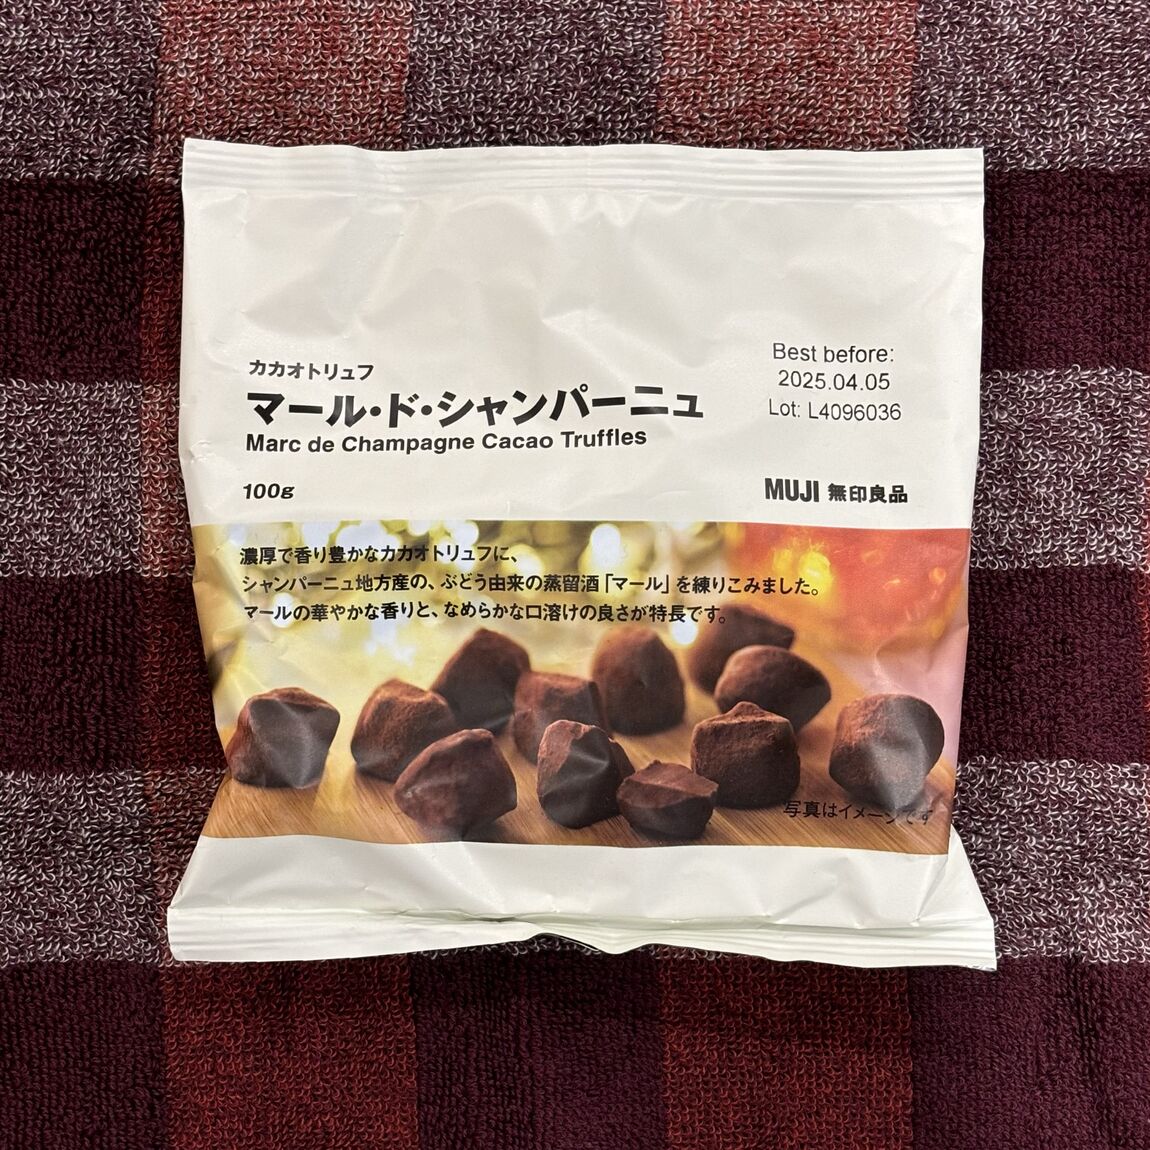 カカオトリュフ
マール・ド・シャンパーニュ
Marc de Champagne Cacao Truffles
100g
Best before:
2025.04.05
Lot: L4096036
MUJI 無印良品
濃厚で香り豊かなカカオトリュフに、
シャンパーニュ地方産の、ぶどう由来の蒸留酒「マール」を練りこみました。
マールの華やかな香りと、なめらかな口溶けの良さが特長です。
写真はイメージです